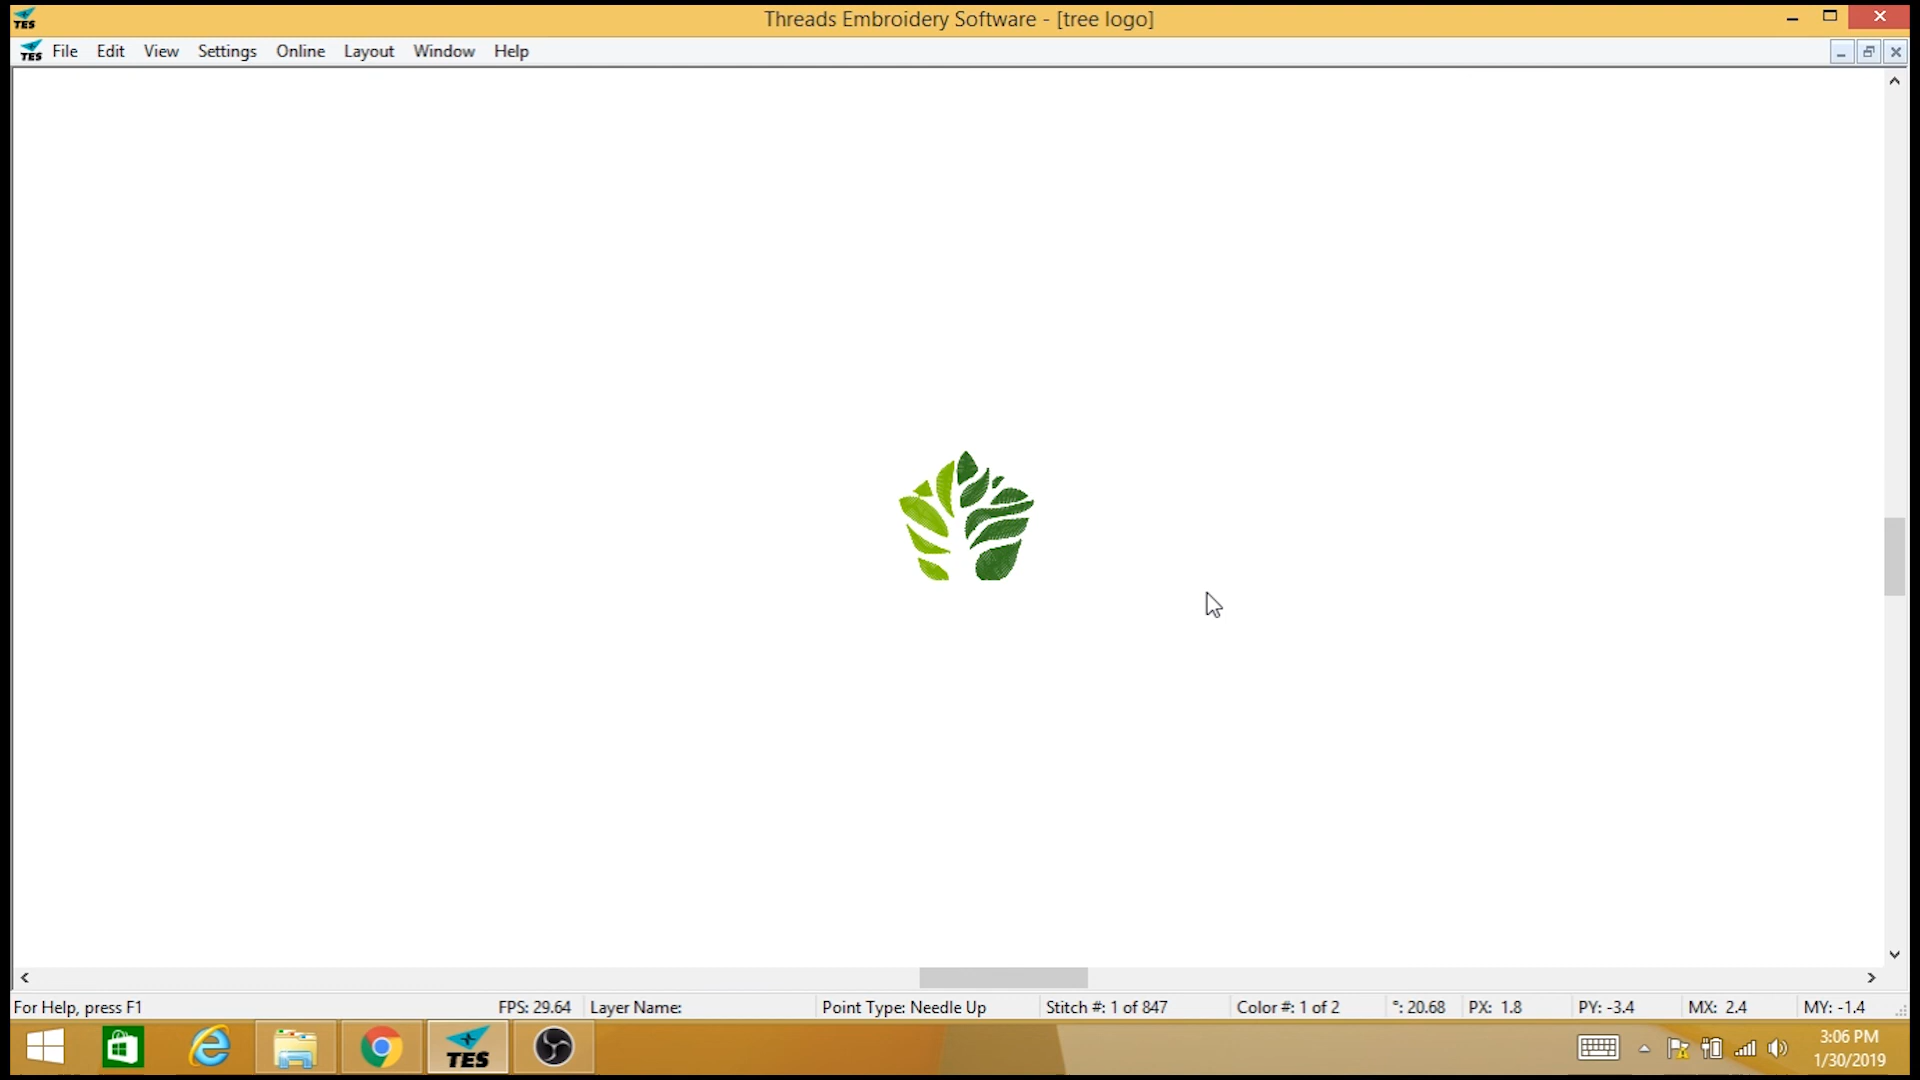 TES
Threads Embroidery Software - [tree logo]
TES File Edit View Settings Online Layout Window Help
For Help, press F1 FPS: 29.64 Layer Name: Point Type: Needle Up Stitch #: 1 of 847 Color #: 1 of 2 °: 20.68 PX: 1.8 PY: -3.4 MX: 2.4 MY: -1.4
TES
3:06 PM
1/30/2019